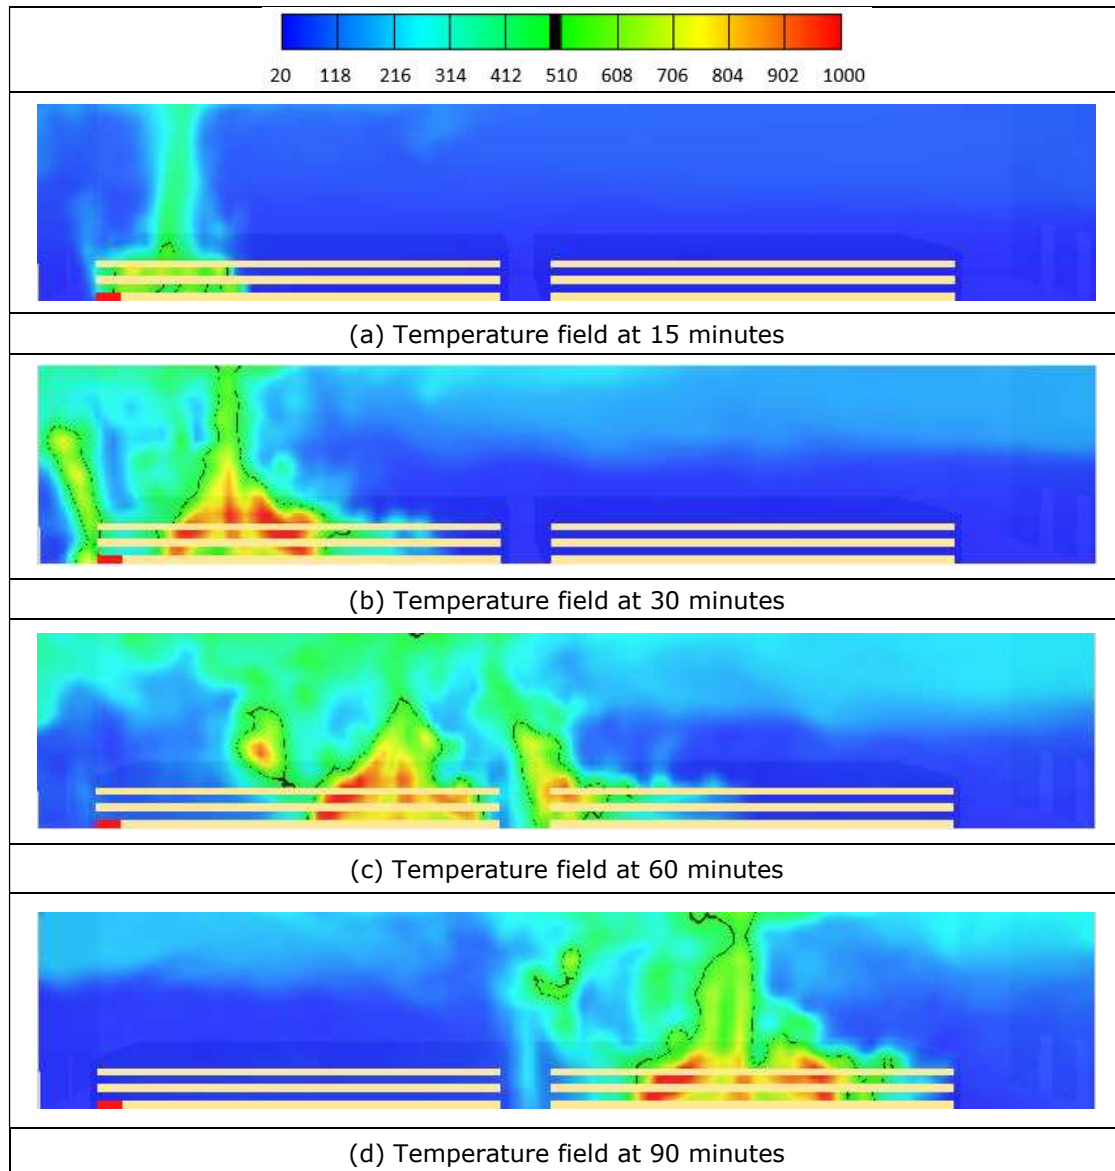 20 118 216 314 412 510 608 706 804 902 1000
(a) Temperature field at 15 minutes
(b) Temperature field at 30 minutes
(c) Temperature field at 60 minutes
(d) Temperature field at 90 minutes